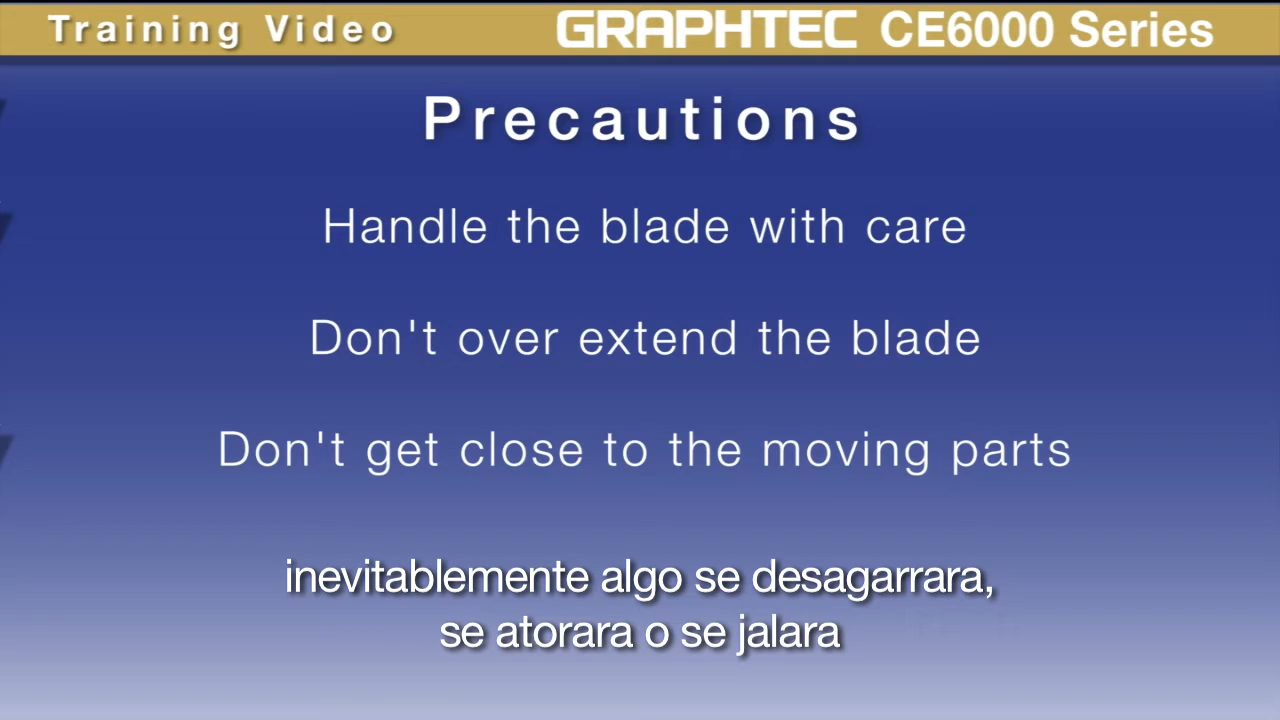 Training Video
GRAPHTEC CE6000 Series
Precautions
Handle the blade with care
Don't over extend the blade
Don't get close to the moving parts
inevitablemente algo se desagarrara,
se atorara o se jalara